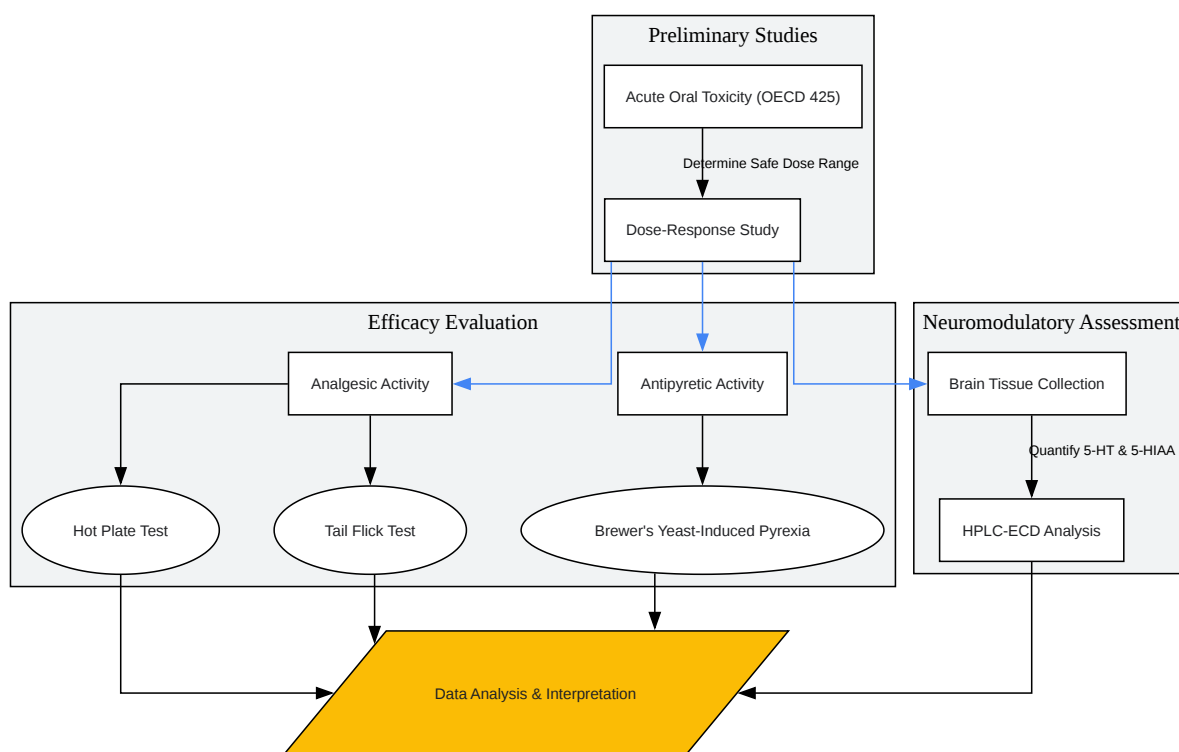 Preliminary Studies
Acute Oral Toxicity (OECD 425)
Determine Safe Dose Range
Dose-Response Study
Efficacy Evaluation
Neuromodulatory Assessment
Analgesic Activity
Antipyretic Activity
Brain Tissue Collection
Quantify 5-HT & 5-HIAA
Hot Plate Test
Tail Flick Test
Brewer's Yeast-Induced Pyrexia
HPLC-ECD Analysis
Data Analysis & Interpretation